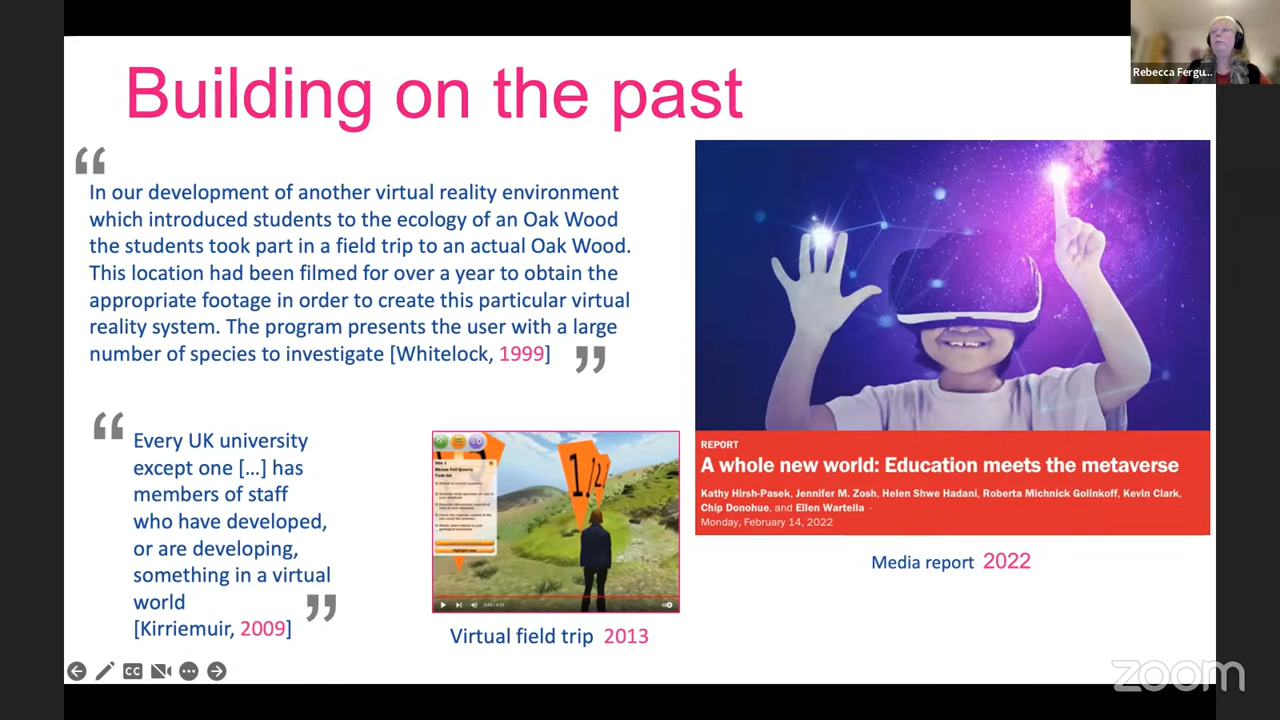 Building on the past
Rebecca Fergu...
“
In our development of another virtual reality environment
which introduced students to the ecology of an Oak Wood
the students took part in a field trip to an actual Oak Wood.
This location had been filmed for over a year to obtain the
appropriate footage in order to create this particular virtual
reality system. The program presents the user with a large
number of species to investigate [Whitelock, 1999]
”
“
Every UK university
except one […] has
members of staff
who have developed,
or are developing,
something in a virtual
world
[Kirriemuir, 2009]
”
Virtual field trip 2013
REPORT
A whole new world: Education meets the metaverse
Kathy Hirsh-Pasek, Jennifer M. Zosh, Helen Shwe Hadani, Roberta Michnick Golinkoff, Kevin Clark,
Chip Donohue, and Ellen Wartella ·
Monday, February 14, 2022
Media report 2022
CC
zoom